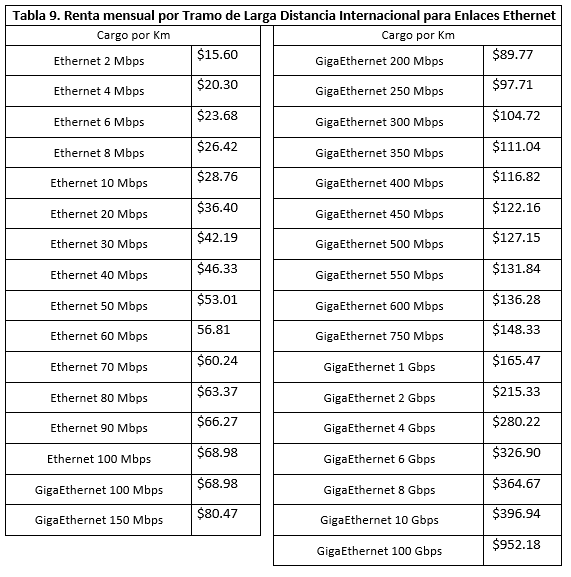 Tabla 9. Renta mensual por Tramo de Larga Distancia Internacional para Enlaces Ethernet
Cargo por Km
Ethernet 2 Mbps $15.60
Ethernet 4 Mbps $20.30
Ethernet 6 Mbps $23.68
Ethernet 8 Mbps $26.42
Ethernet 10 Mbps $28.76
Ethernet 20 Mbps $36.40
Ethernet 30 Mbps $42.19
Ethernet 40 Mbps $46.33
Ethernet 50 Mbps $53.01
Ethernet 60 Mbps 56.81
Ethernet 70 Mbps $60.24
Ethernet 80 Mbps $63.37
Ethernet 90 Mbps $66.27
Ethernet 100 Mbps $68.98
GigaEthernet 100 Mbps $68.98
GigaEthernet 150 Mbps $80.47
Cargo por Km
GigaEthernet 200 Mbps $89.77
GigaEthernet 250 Mbps $97.71
GigaEthernet 300 Mbps $104.72
GigaEthernet 350 Mbps $111.04
GigaEthernet 400 Mbps $116.82
GigaEthernet 450 Mbps $122.16
GigaEthernet 500 Mbps $127.15
GigaEthernet 550 Mbps $131.84
GigaEthernet 600 Mbps $136.28
GigaEthernet 750 Mbps $148.33
GigaEthernet 1 Gbps $165.47
GigaEthernet 2 Gbps $215.33
GigaEthernet 4 Gbps $280.22
GigaEthernet 6 Gbps $326.90
GigaEthernet 8 Gbps $364.67
GigaEthernet 10 Gbps $396.94
GigaEthernet 100 Gbps $952.18